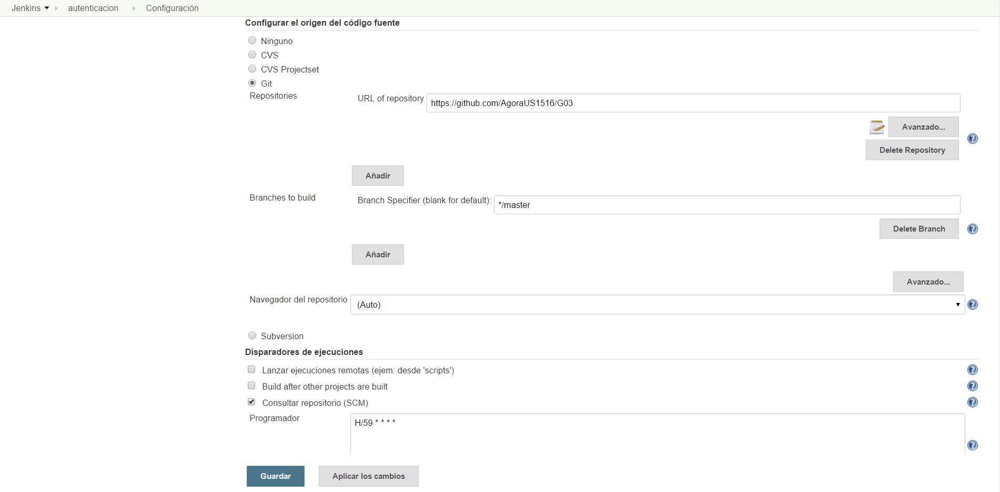 Jenkins autenticacion Configuración
Configurar el origen del código fuente
Ninguno
CVS
CVS Projectset
Git
Repositories URL of repository https://github.com/AgoraUS1516/G03
Avanzado...
Delete Repository
Añadir
Branches to build Branch Specifier (blank for default): */master
Delete Branch
Añadir
Avanzado...
Navegador del repositorio (Auto)
Subversion
Disparadores de ejecuciones
Lanzar ejecuciones remotas (ejem: desde 'scripts')
Build after other projects are built
Consultar repositorio (SCM)
Programador H/59 * * * *
Guardar Aplicar los cambios